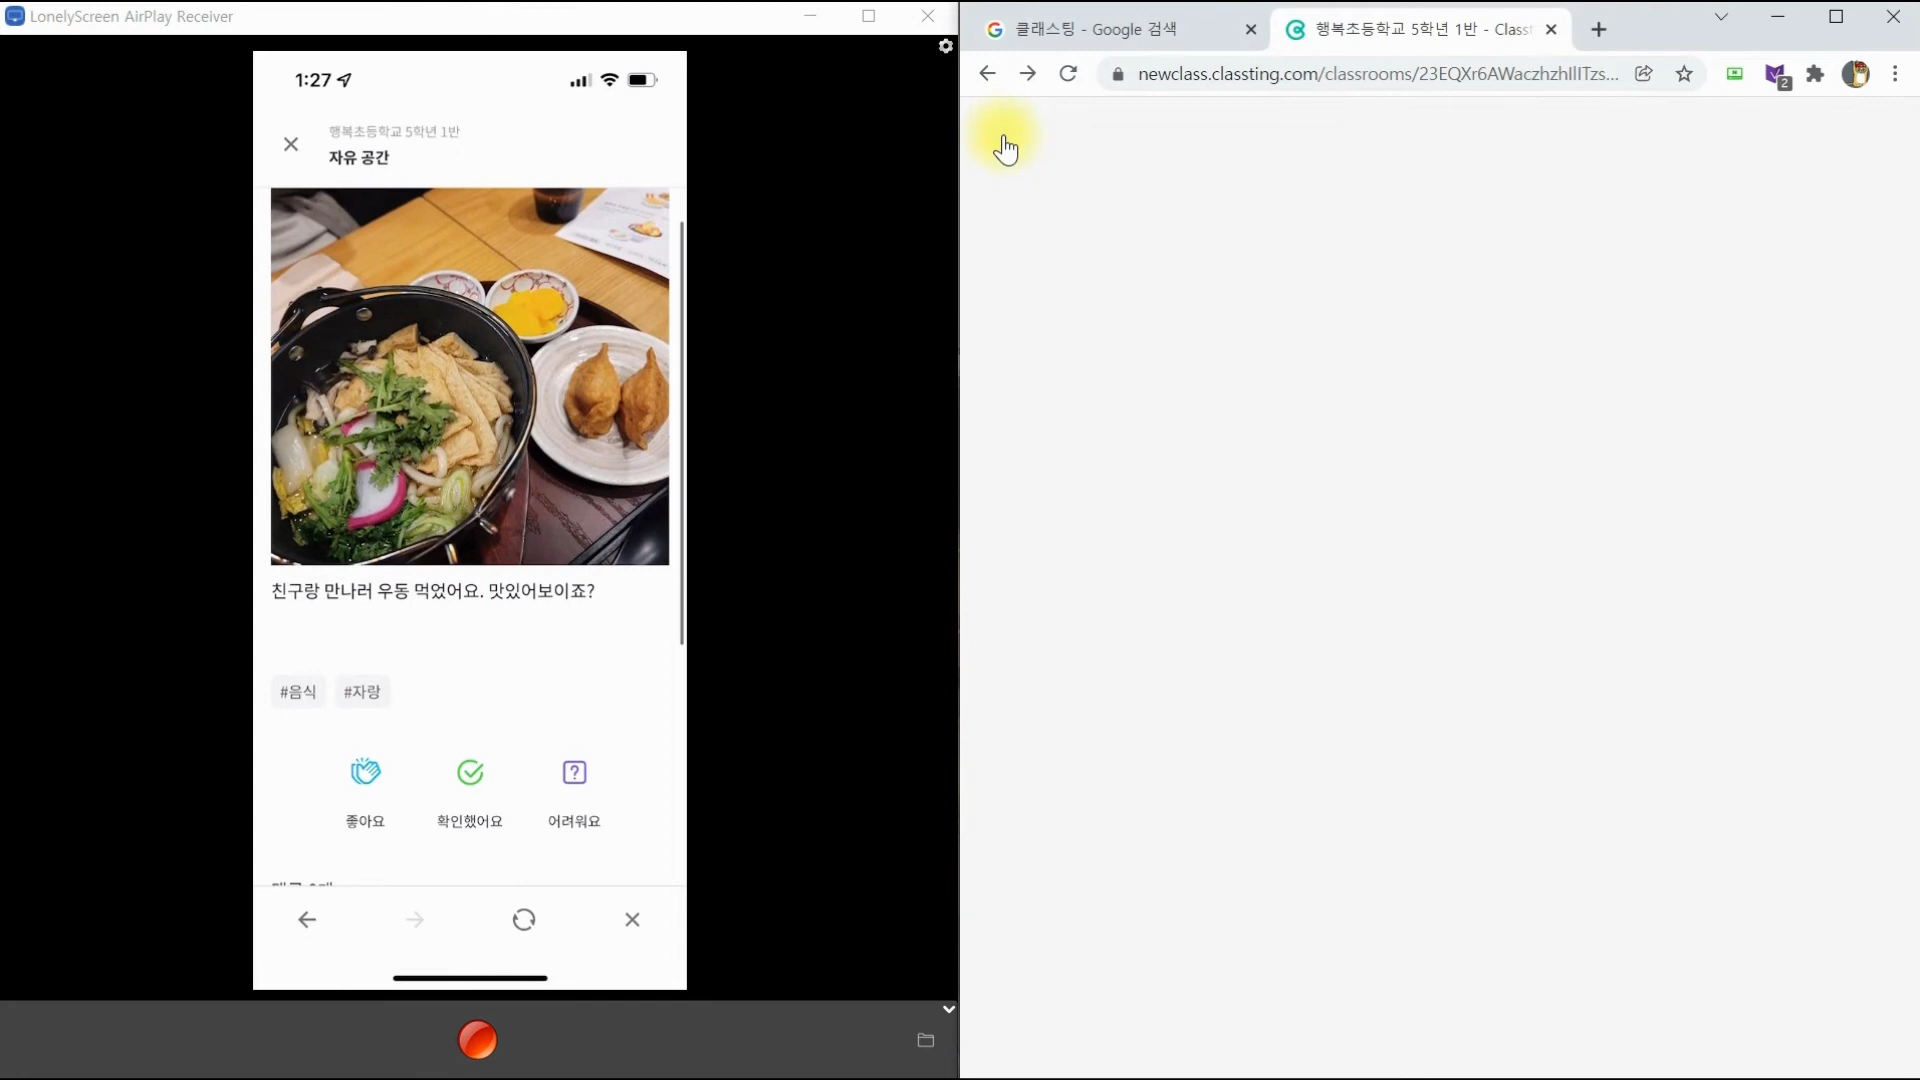 LonelyScreen AirPlay Receiver
1:27
행복초등학교 5학년 1반
자유 공간
친구랑 만나러 우동 먹었어요. 맛있어보이죠?
#음식 #자랑
좋아요 확인했어요 어려워요
클래스팅 - Google 검색
행복초등학교 5학년 1반 - Classt
newclass.classting.com/classrooms/23EQXr6AWaczhzhIlITzs...
2